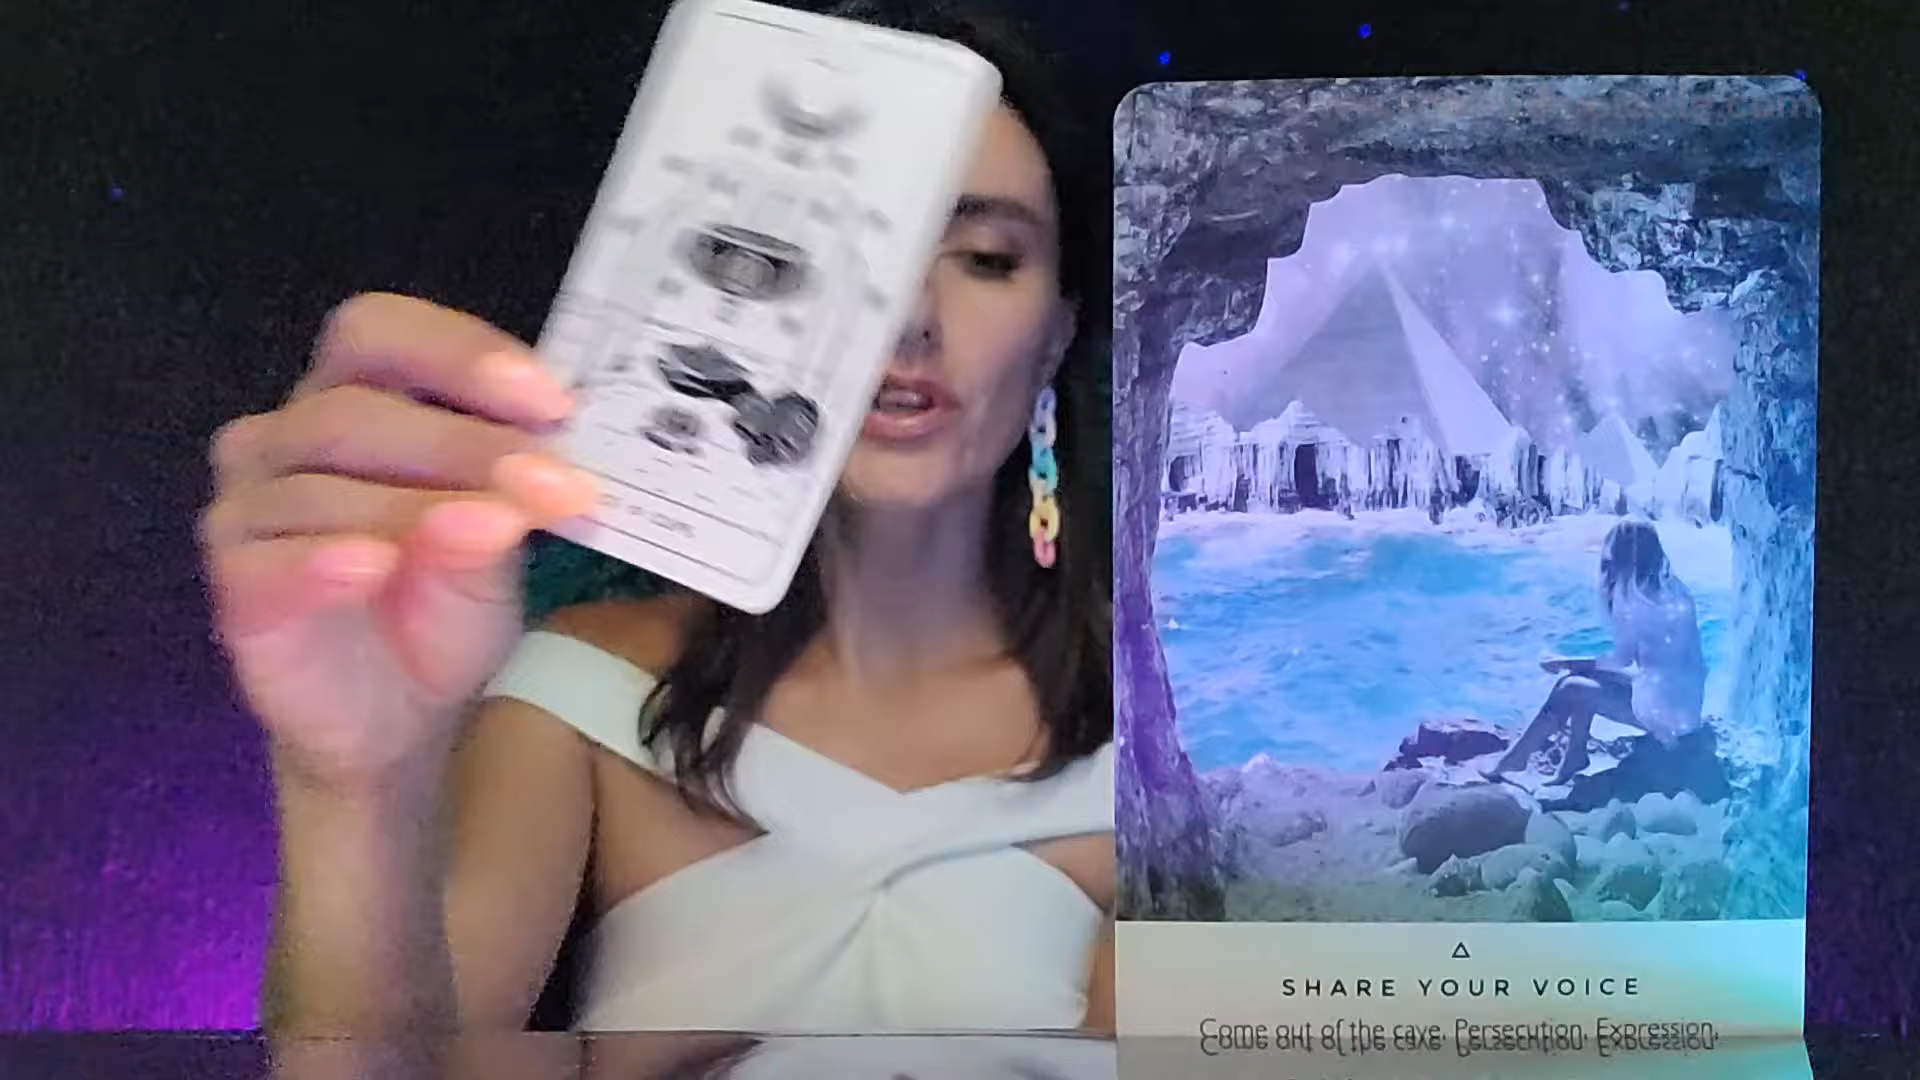 SHARE YOUR VOICE
Come out of the cave. Persecution. Expression.